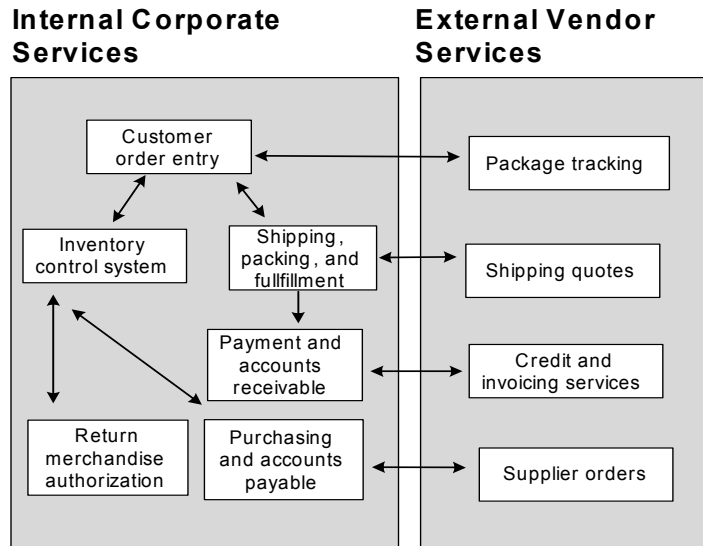 Internal Corporate
Services
External Vendor
Services
Customer
order entry
Package tracking
Inventory
control system
Shipping,
packing, and
fullfillment
Shipping quotes
Payment and
accounts
receivable
Credit and
invoicing services
Return
merchandise
authorization
Purchasing
and accounts
payable
Supplier orders